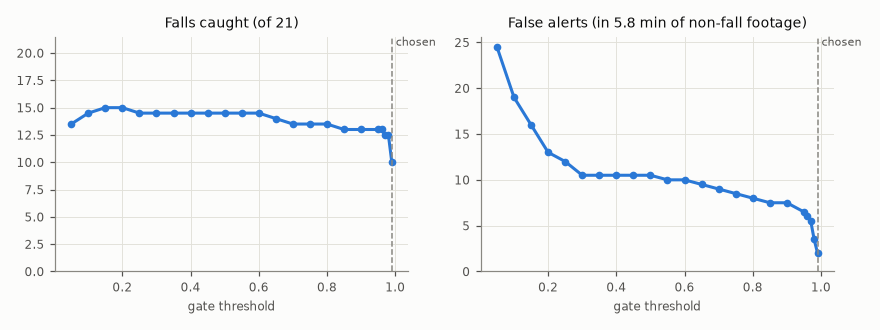 Falls caught (of 21)
chosen
20.0
17.5
15.0
12.5
10.0
7.5
5.0
2.5
0.0
0.2 0.4 0.6 0.8 1.0
gate threshold
False alerts (in 5.8 min of non-fall footage)
chosen
25
20
15
10
5
0
0.2 0.4 0.6 0.8 1.0
gate threshold